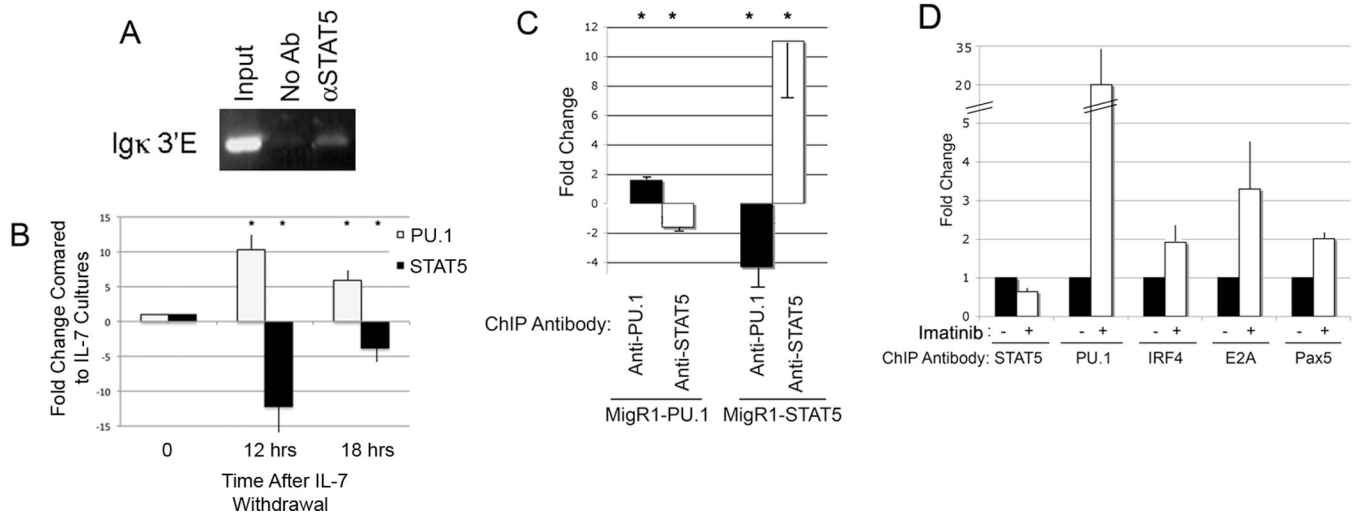 A
Input
No Ab
αSTAT5
Igκ 3'E
B
Fold Change Comared
to IL-7 Cultures
15
10
5
0
-5
-10
-15
* * * *
PU.1
STAT5
0 12 hrs 18 hrs
Time After IL-7
Withdrawal
C
* * * *
Fold Change
12
10
8
6
4
2
0
-2
-4
ChIP Antibody:
Anti-PU.1
Anti-STAT5
Anti-PU.1
Anti-STAT5
MigR1-PU.1 MigR1-STAT5
D
Fold Change
35
20
5
4
3
2
1
0
Imatinib : - + - + - + - + - +
ChIP Antibody: STAT5 PU.1 IRF4 E2A Pax5